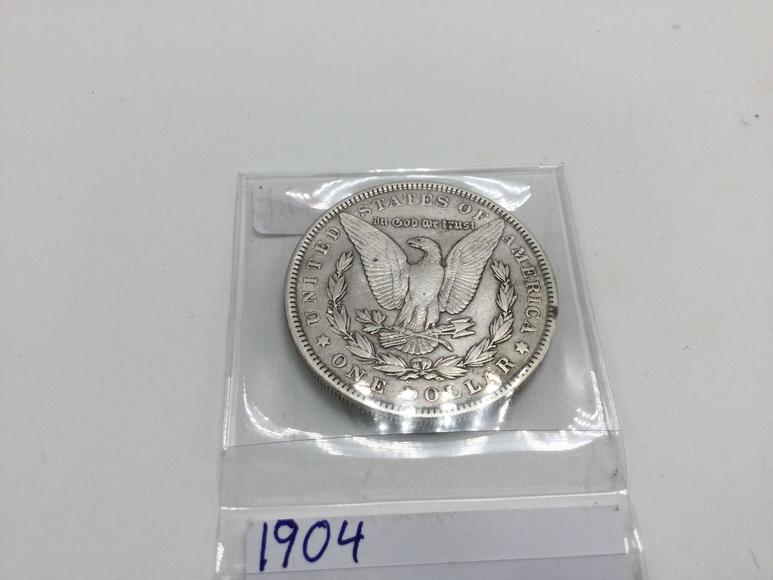 UNITED STATES OF AMERICA
In God We Trust
ONE DOLLAR
1904